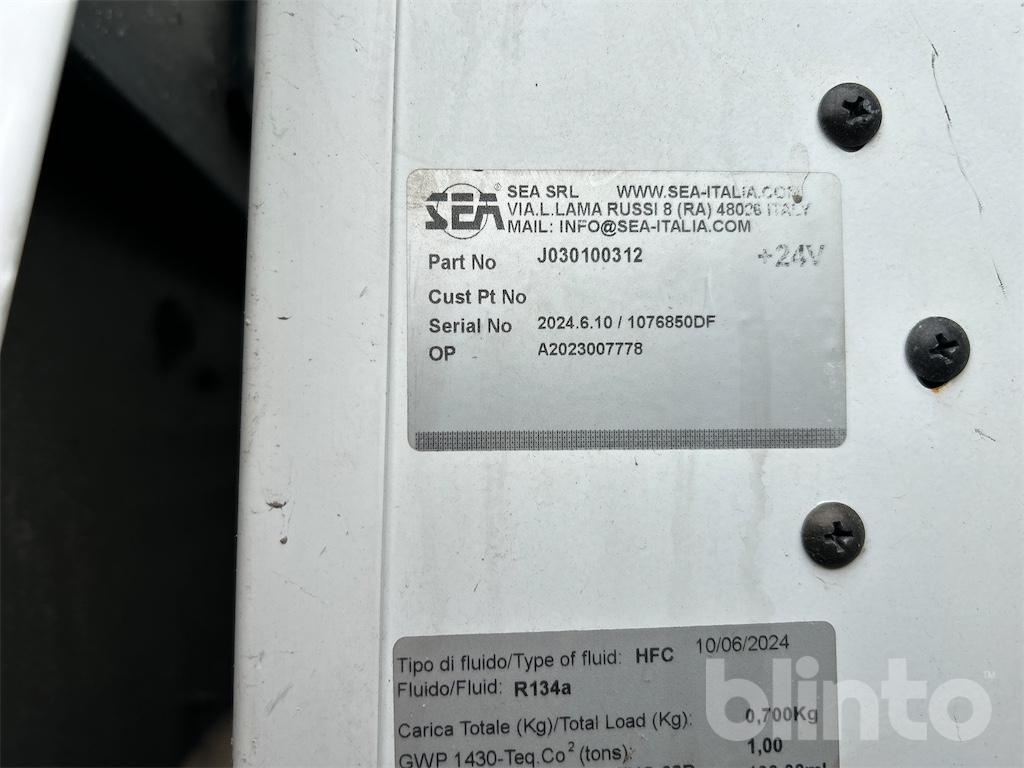 SEA® SEA SRL WWW.SEA-ITALIA.COM
VIA.L.LAMA RUSSI 8 (RA) 48026 ITALY
MAIL: INFO@SEA-ITALIA.COM
Part No J030100312 +24V
Cust Pt No
Serial No 2024.6.10 / 1076850DF
OP A2023007778
Tipo di fluido/Type of fluid: HFC 10/06/2024
Fluido/Fluid: R134a
Carica Totale (Kg)/Total Load (Kg): 0,700Kg
GWP 1430-Teq.Co² (tons): 1,00
blinto™